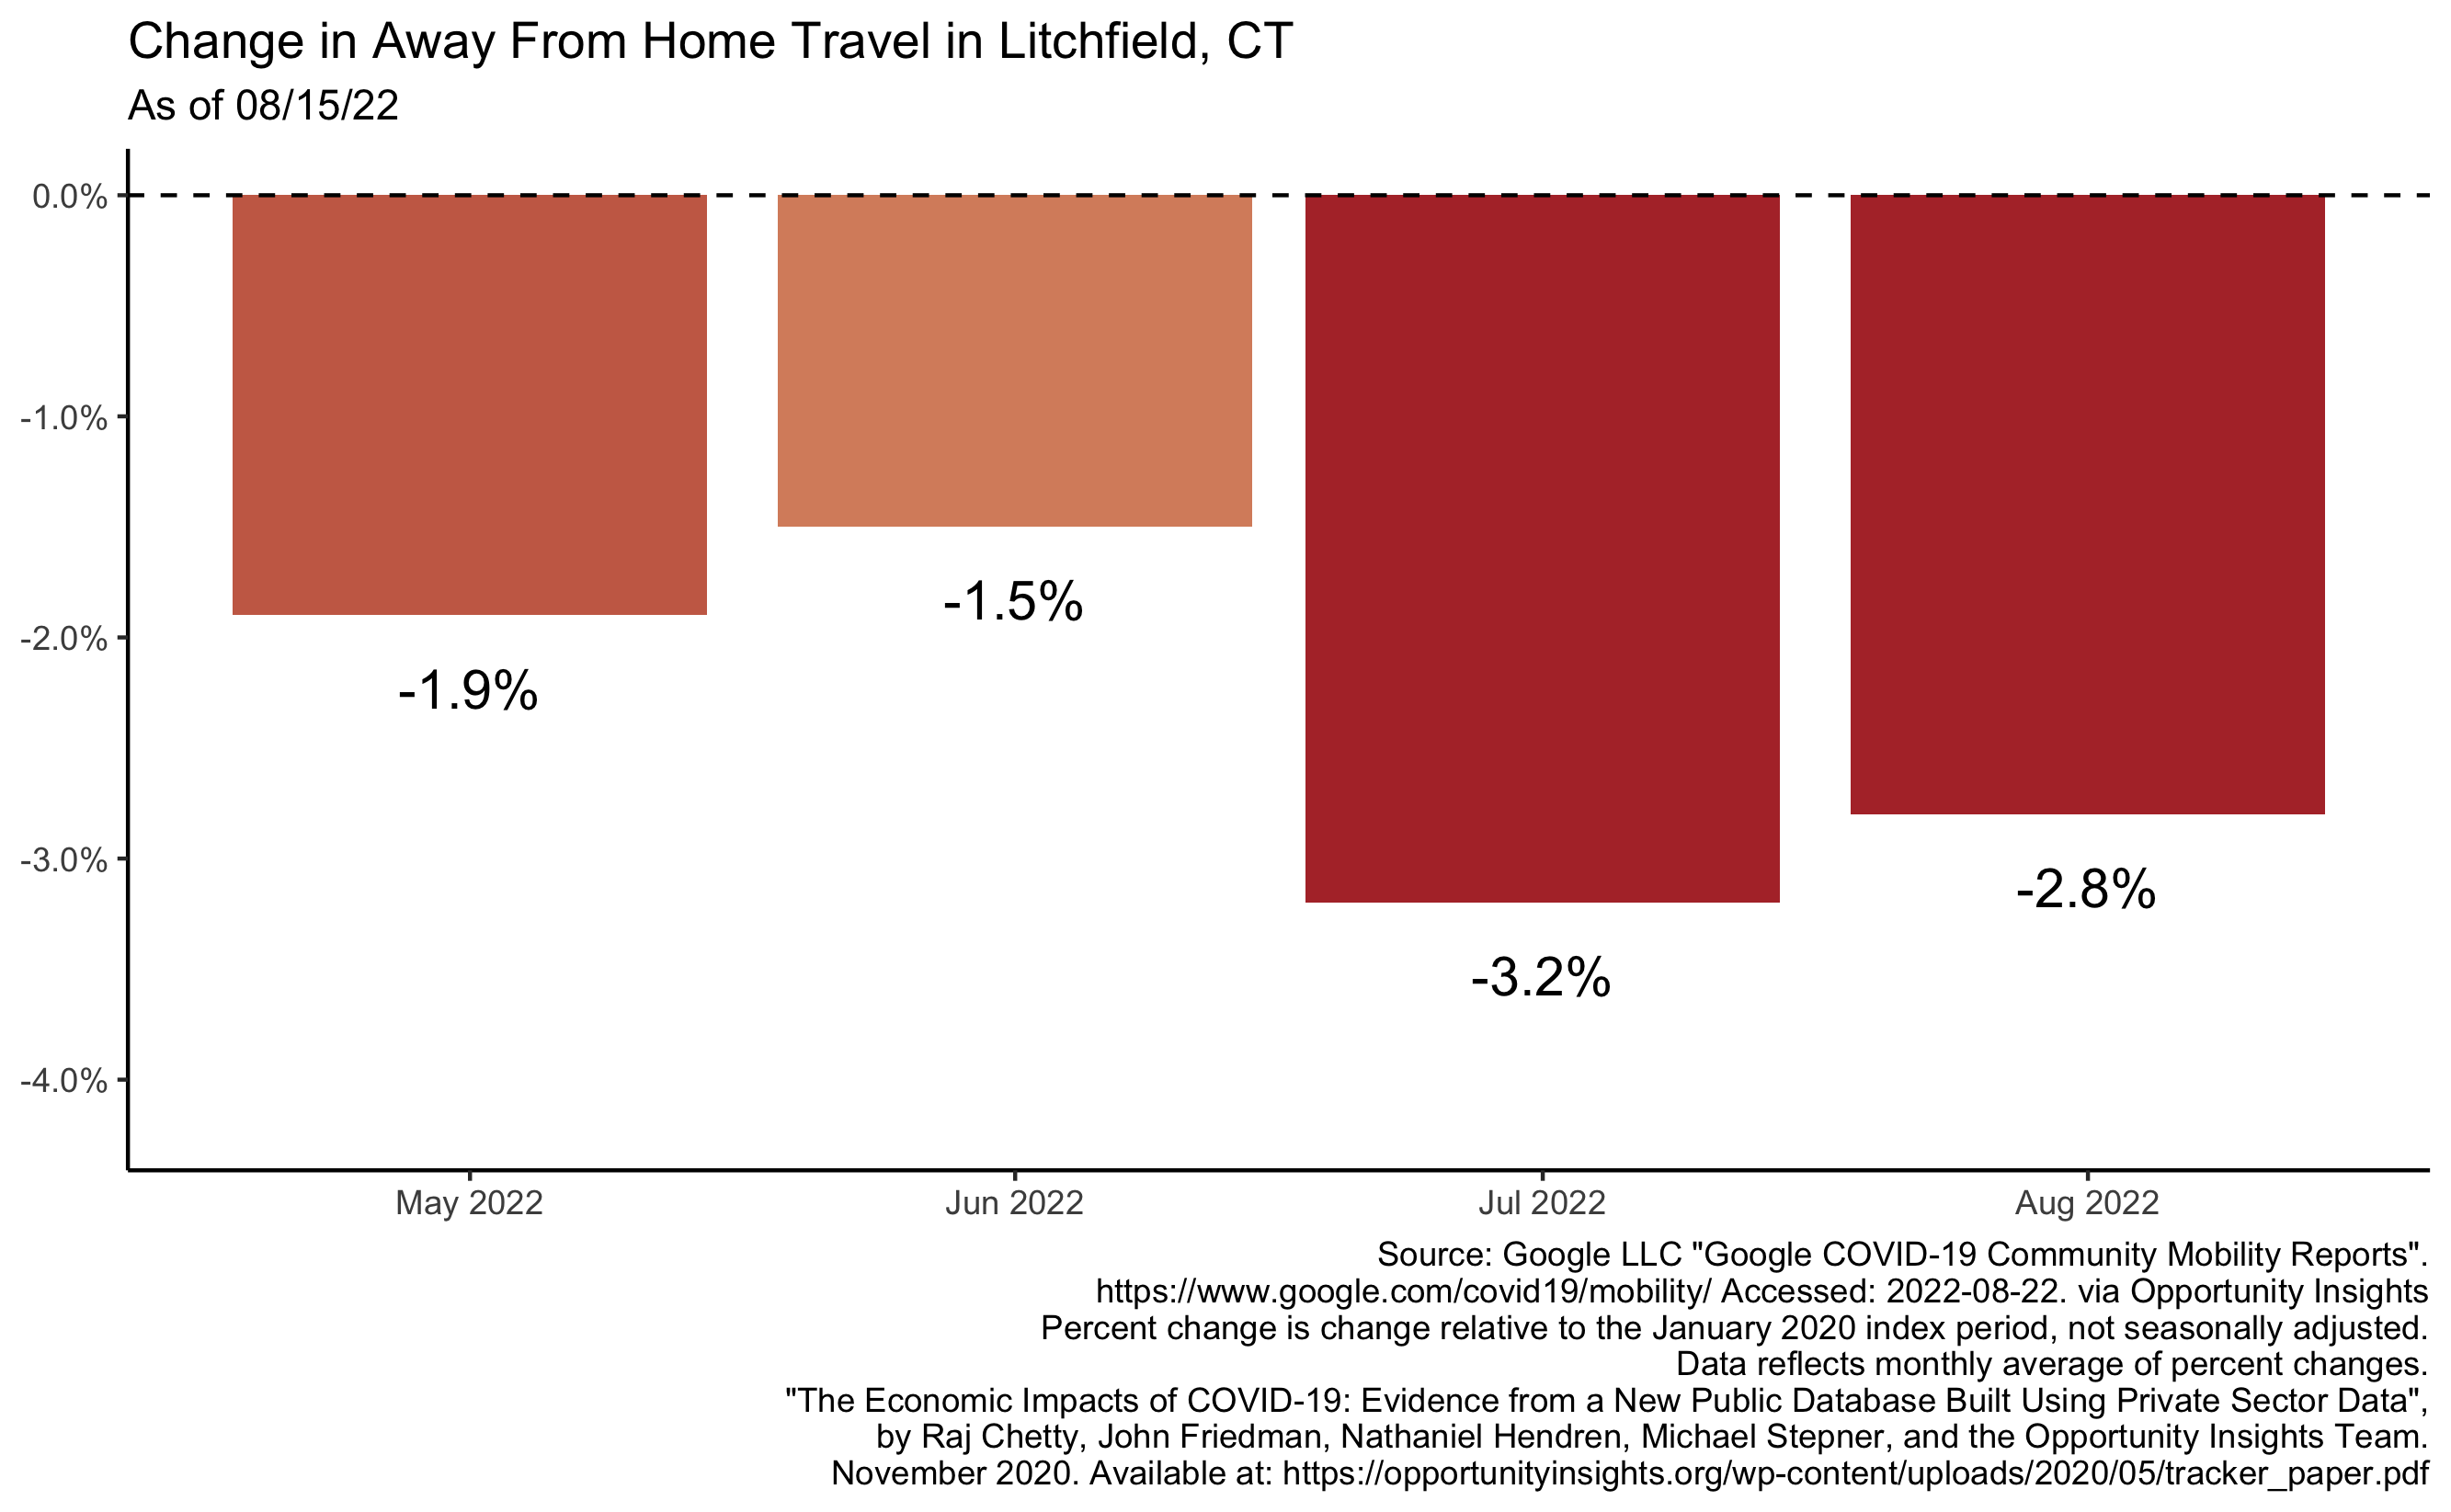 Change in Away From Home Travel in Litchfield, CT
As of 08/15/22
0.0%
-1.0%
-2.0%
-3.0%
-4.0%
-1.9%
-1.5%
-3.2%
-2.8%
May 2022
Jun 2022
Jul 2022
Aug 2022
Source: Google LLC "Google COVID-19 Community Mobility Reports".
https://www.google.com/covid19/mobility/ Accessed: 2022-08-22. via Opportunity Insights
Percent change is change relative to the January 2020 index period, not seasonally adjusted.
Data reflects monthly average of percent changes.
"The Economic Impacts of COVID-19: Evidence from a New Public Database Built Using Private Sector Data",
by Raj Chetty, John Friedman, Nathaniel Hendren, Michael Stepner, and the Opportunity Insights Team.
November 2020. Available at: https://opportunityinsights.org/wp-content/uploads/2020/05/tracker_paper.pdf